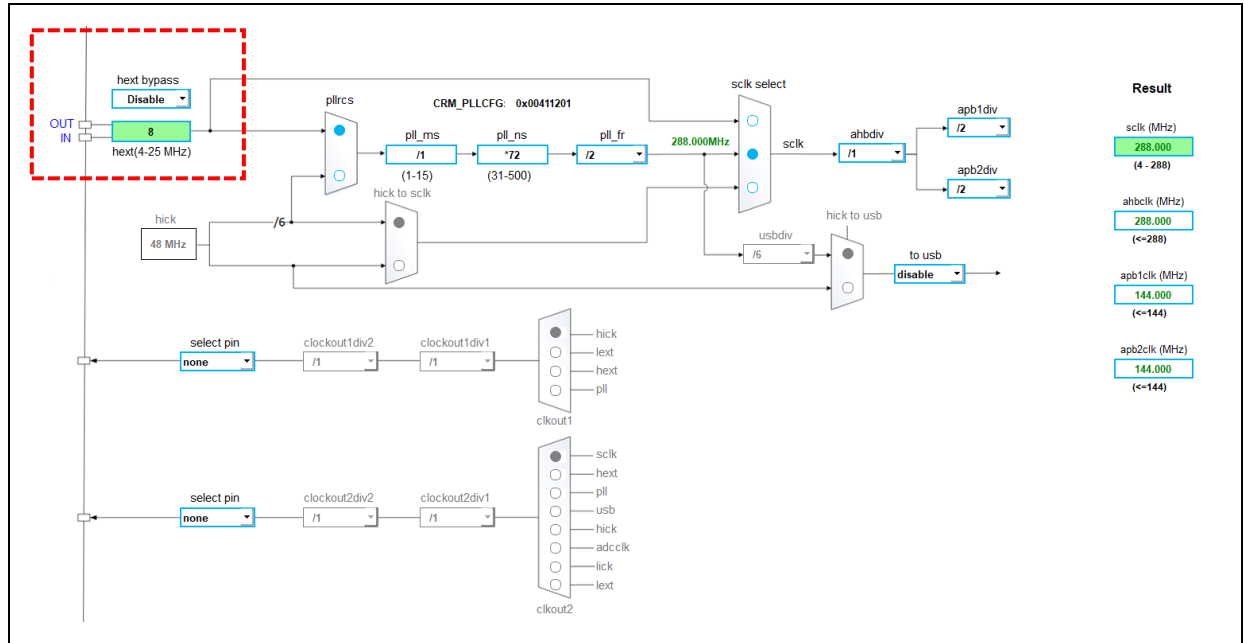 hext bypass
Disable
OUT
IN
8
hext(4-25 MHz)
pllrcs
CRM_PLLCFG: 0x00411201
pll_ms
/1
(1-15)
pll_ns
*72
(31-500)
pll_fr
/2
288.000MHz
sclk select
sclk
ahbdiv
/1
apb1div
/2
apb2div
/2
hick
48 MHz
/6
hick to sclk
usbdiv
/6
hick to usb
to usb
disable
select pin
none
clockout1div2
/1
clockout1div1
/1
hick
lext
hext
pll
clkout1
select pin
none
clockout2div2
/1
clockout2div1
/1
sclk
hext
pll
usb
hick
adcclk
lick
lext
clkout2
Result
sclk (MHz)
288.000
(4 - 288)
ahbclk (MHz)
288.000
(<=288)
apb1clk (MHz)
144.000
(<=144)
apb2clk (MHz)
144.000
(<=144)